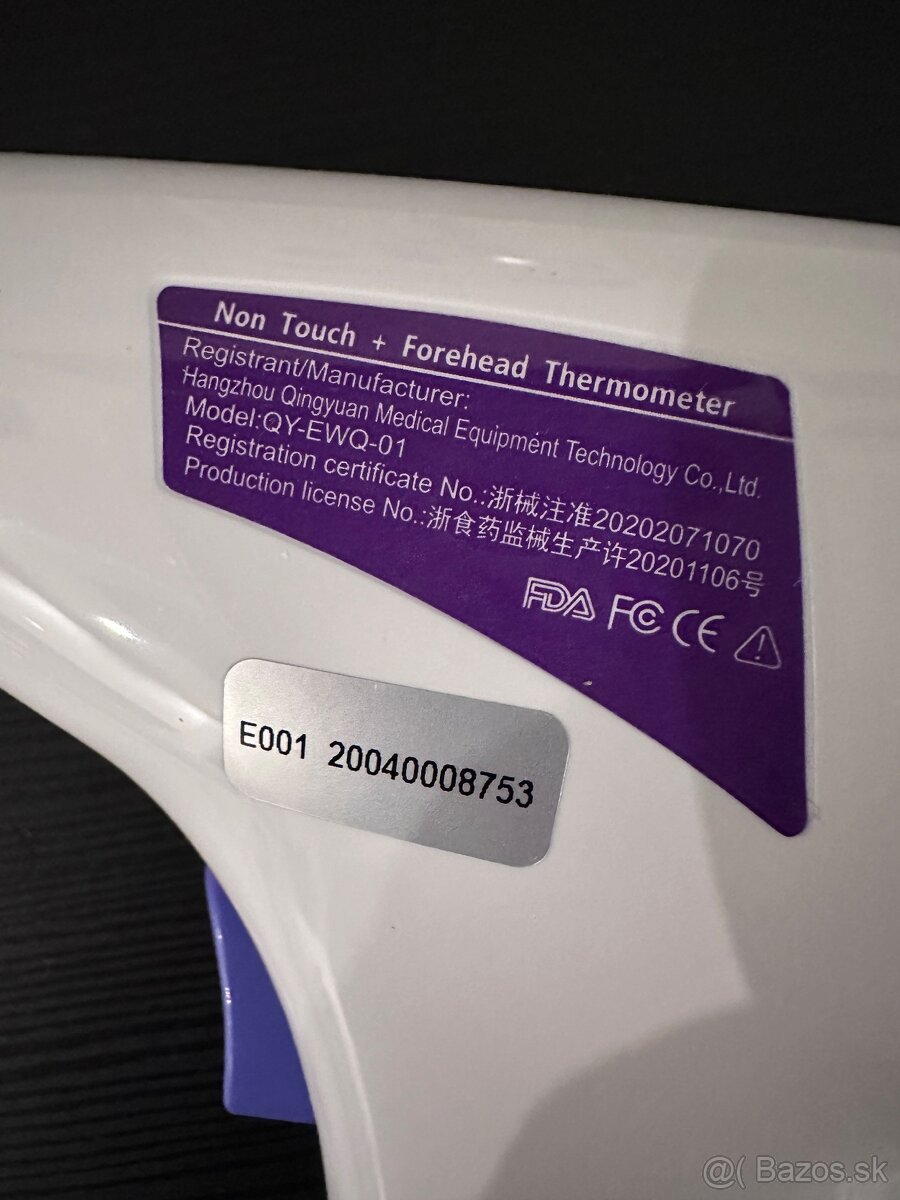 Non Touch + Forehead Thermometer
Registrant/Manufacturer:
Hangzhou Qingyuan Medical Equipment Technology Co.,Ltd.
Model:QY-EWQ-01
Registration certificate No.:浙械注准20202071070
Production license No.:浙食药监械生产许20201106号
FDA FC CE
E001 20040008753
@( Bazos.sk